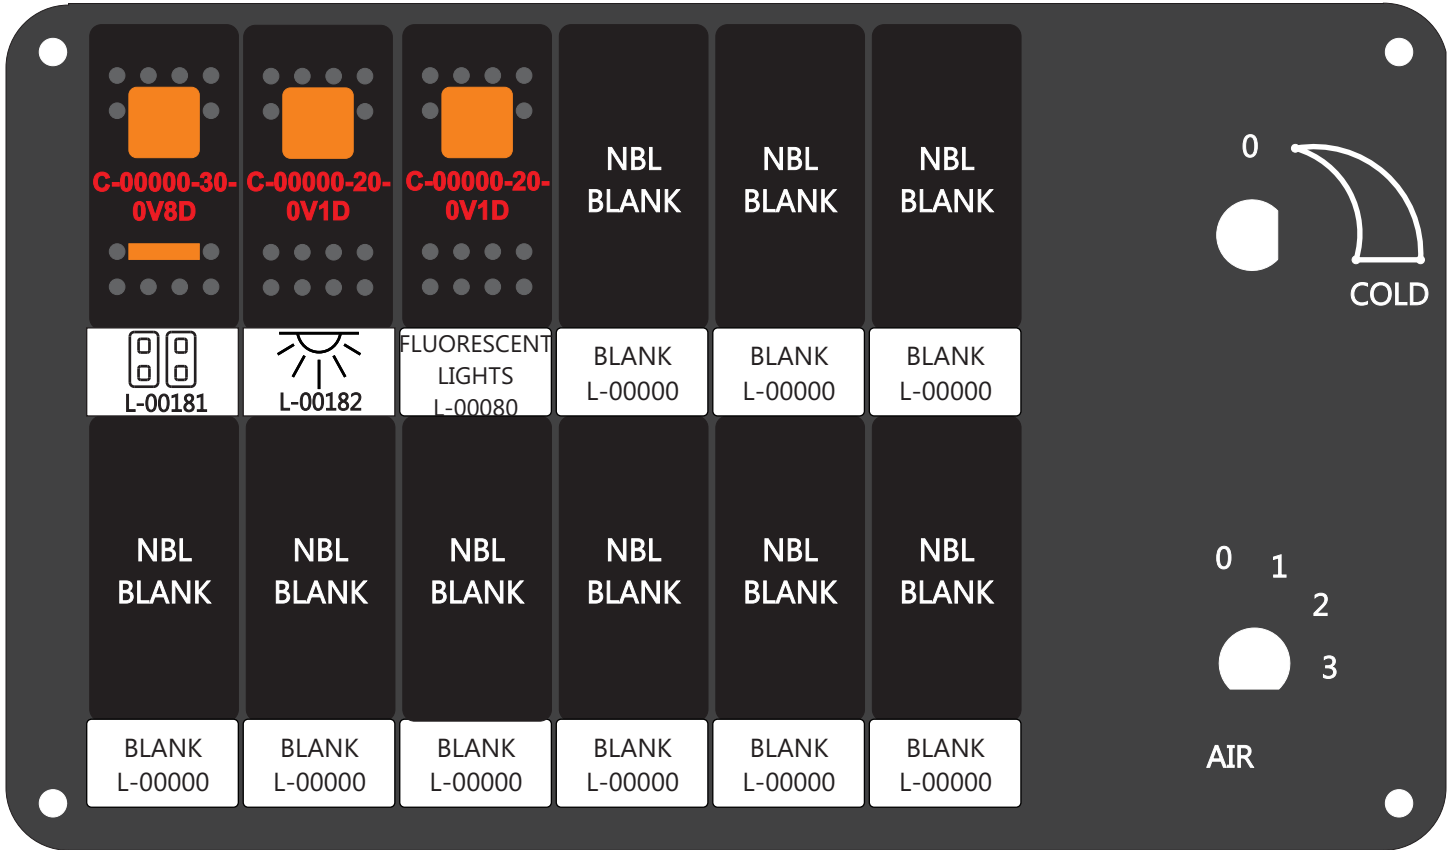 C-00000-30-
0V8D
C-00000-20-
0V1D
C-00000-20-
0V1D
NBL
BLANK
NBL
BLANK
NBL
BLANK
0
COLD
L-00181
L-00182
FLUORESCENT
LIGHTS
L-00080
BLANK
L-00000
BLANK
L-00000
BLANK
L-00000
NBL
BLANK
NBL
BLANK
NBL
BLANK
NBL
BLANK
NBL
BLANK
NBL
BLANK
0
1
2
3
BLANK
L-00000
BLANK
L-00000
BLANK
L-00000
BLANK
L-00000
BLANK
L-00000
BLANK
L-00000
AIR